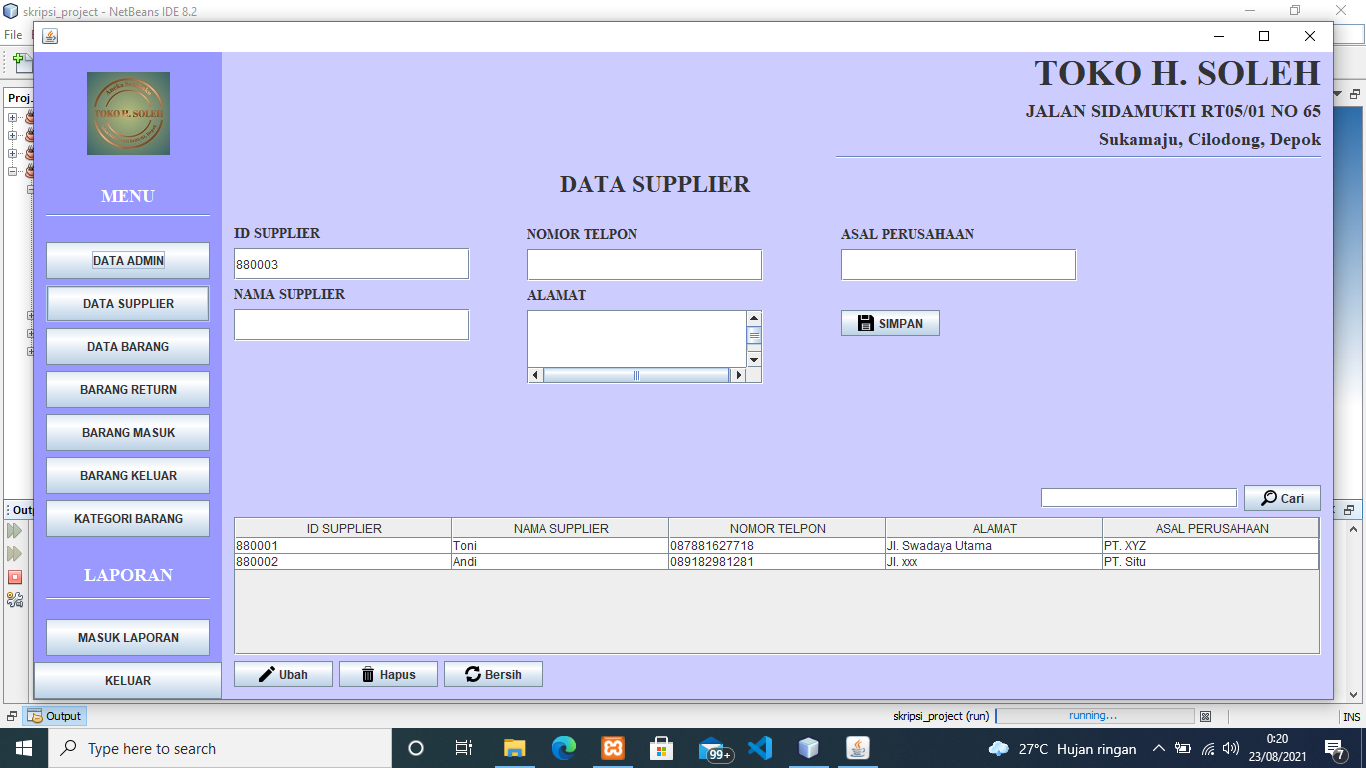 skripsi_project - NetBeans IDE 8.2
File
Proj..
TOKO H. SOLEH
TOKO H. SOLEH
JALAN SIDAMUKTI RT05/01 NO 65
Sukamaju, Cilodong, Depok
MENU
DATA ADMIN
DATA SUPPLIER
DATA BARANG
BARANG RETURN
BARANG MASUK
BARANG KELUAR
KATEGORI BARANG
LAPORAN
MASUK LAPORAN
KELUAR
DATA SUPPLIER
ID SUPPLIER
880003
NAMA SUPPLIER
NOMOR TELPON
ALAMAT
ASAL PERUSAHAAN
SIMPAN
Cari
ID SUPPLIER NAMA SUPPLIER NOMOR TELPON ALAMAT ASAL PERUSAHAAN
880001 Toni 087881627718 Jl. Swadaya Utama PT. XYZ
880002 Andi 089182981281 Jl. xxx PT. Situ
Ubah Hapus Bersih
Output
skripsi_project (run) running... INS
Type here to search
99+
27°C Hujan ringan
0:20
23/08/2021
7